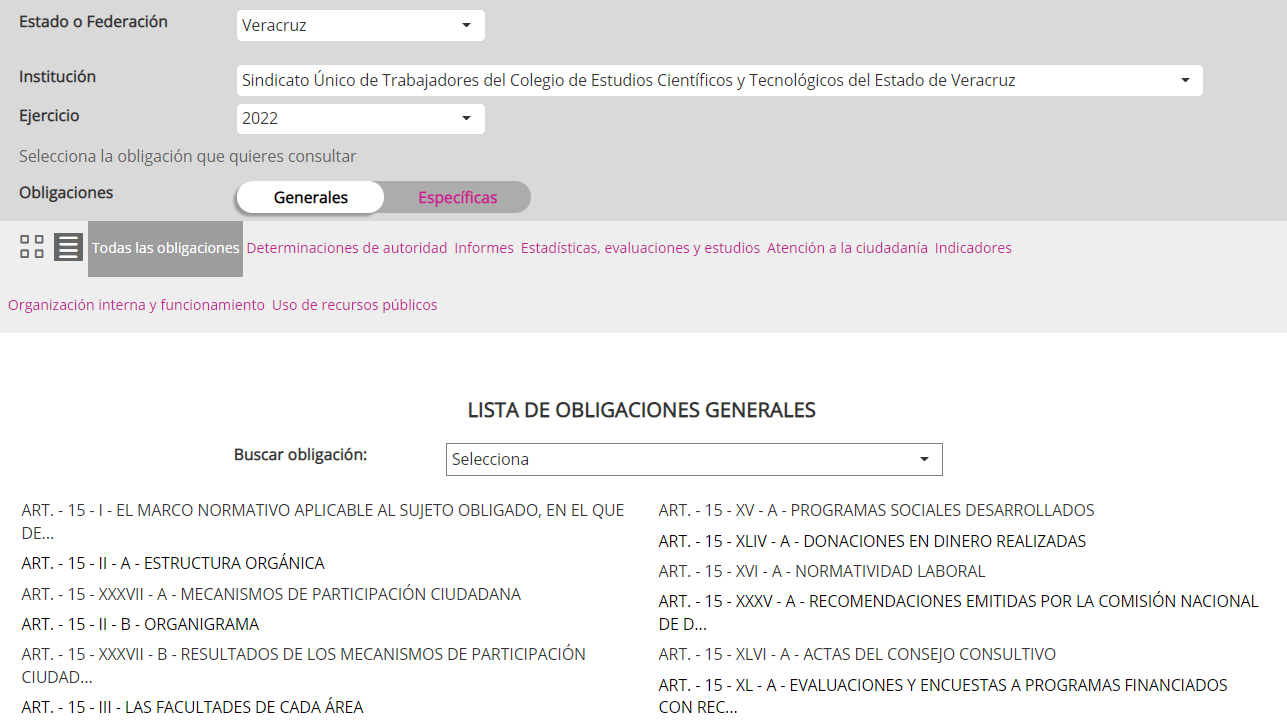 Estado o Federación
Veracruz
Institución
Sindicato Único de Trabajadores del Colegio de Estudios Científicos y Tecnológicos del Estado de Veracruz
Ejercicio
2022
Selecciona la obligación que quieres consultar
Obligaciones
Generales
Específicas
Todas las obligaciones Determinaciones de autoridad Informes Estadísticas, evaluaciones y estudios Atención a la ciudadanía Indicadores
Organización interna y funcionamiento Uso de recursos públicos
LISTA DE OBLIGACIONES GENERALES
Buscar obligación:
Selecciona
ART. - 15 - I - EL MARCO NORMATIVO APLICABLE AL SUJETO OBLIGADO, EN EL QUE
DE...
ART. - 15 - II - A - ESTRUCTURA ORGÁNICA
ART. - 15 - XXXVII - A - MECANISMOS DE PARTICIPACIÓN CIUDADANA
ART. - 15 - II - B - ORGANIGRAMA
ART. - 15 - XXXVII - B - RESULTADOS DE LOS MECANISMOS DE PARTICIPACIÓN
CIUDAD...
ART. - 15 - III - LAS FACULTADES DE CADA ÁREA
ART. - 15 - XV - A - PROGRAMAS SOCIALES DESARROLLADOS
ART. - 15 - XLIV - A - DONACIONES EN DINERO REALIZADAS
ART. - 15 - XVI - A - NORMATIVIDAD LABORAL
ART. - 15 - XXXV - A - RECOMENDACIONES EMITIDAS POR LA COMISIÓN NACIONAL
DE D...
ART. - 15 - XLVI - A - ACTAS DEL CONSEJO CONSULTIVO
ART. - 15 - XL - A - EVALUACIONES Y ENCUESTAS A PROGRAMAS FINANCIADOS
CON REC...